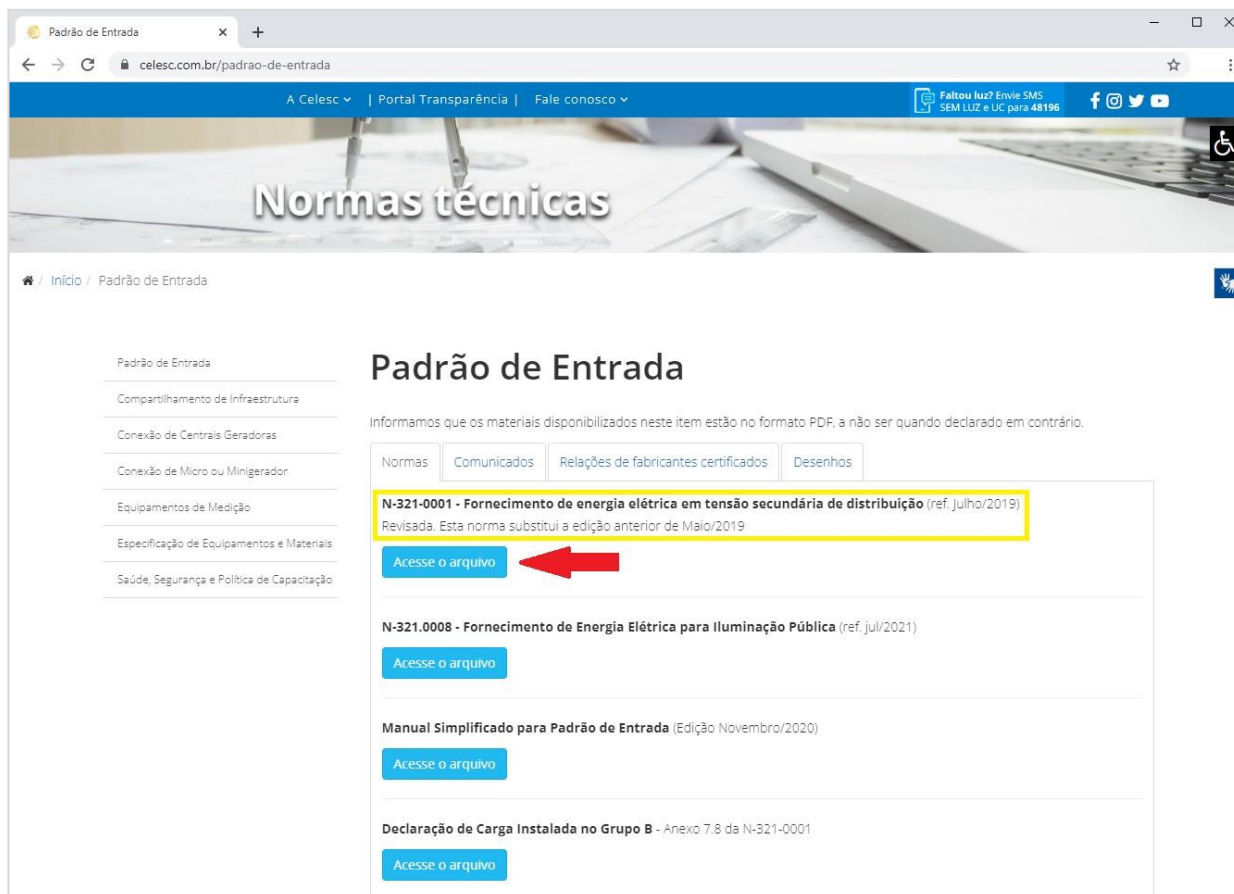 Padrão de Entrada
celesc.com.br/padrao-de-entrada
A Celesc | Portal Transparência | Fale conosco
Faltou luz? Envie SMS
SEM LUZ e UC para 48196
Normas técnicas
/ Início / Padrão de Entrada
Padrão de Entrada
Compartilhamento de Infraestrutura
Conexão de Centrais Geradoras
Conexão de Micro ou Minigerador
Equipamentos de Medição
Especificação de Equipamentos e Materiais
Saúde, Segurança e Política de Capacitação
Padrão de Entrada
Informamos que os materiais disponibilizados neste item estão no formato PDF, a não ser quando declarado em contrário.
Normas Comunicados Relações de fabricantes certificados Desenhos
N-321-0001 - Fornecimento de energia elétrica em tensão secundária de distribuição (ref. Julho/2019)
Revisada. Esta norma substitui a edição anterior de Maio/2019
Acesse o arquivo
N-321.0008 - Fornecimento de Energia Elétrica para Iluminação Pública (ref. jul/2021)
Acesse o arquivo
Manual Simplificado para Padrão de Entrada (Edição Novembro/2020)
Acesse o arquivo
Declaração de Carga Instalada no Grupo B - Anexo 7.8 da N-321-0001
Acesse o arquivo